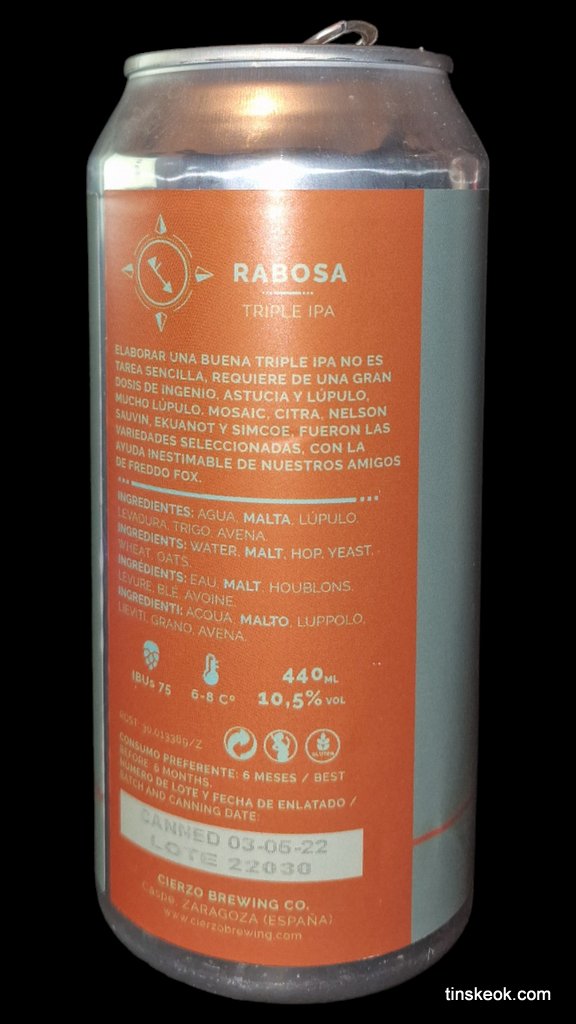 RABOSA
TRIPLE IPA
ELABORAR UNA BUENA TRIPLE IPA NO ES
TAREA SENCILLA, REQUIERE DE UNA GRAN
DOSIS DE INGENIO, ASTUCIA Y LÚPULO,
MUCHO LÚPULO. MOSAIC, CITRA, NELSON
SAUVIN, EKUANOT Y SIMCOE, FUERON LAS
VARIEDADES SELECCIONADAS, CON LA
AYUDA INESTIMABLE DE NUESTROS AMIGOS
DE FREDDO FOX.
INGREDIENTES: AGUA, MALTA, LÚPULO
LEVADURA, TRIGO, AVENA.
INGREDIENTS: WATER, MALT, HOP, YEAST,
WHEAT, OATS.
INGRÉDIENTS: EAU, MALT, HOUBLONS,
LEVURE, BLÉ, AVOINE.
INGREDIENTI: ACQUA, MALTO, LUPPOLO,
LIEVITI, GRANO, AVENA.
IBUs 75
6-8 Cº
440 ML
10,5% VOL
GLUTEN
CONSUMO PREFERENTE: 6 MESES / BEST
BEFORE: 6 MONTHS.
NÚMERO DE LOTE Y FECHA DE ENLATADO /
BATCH AND CANNING DATE:
CANNED 03-05-22
LOTE 22030
CIERZO BREWING CO.
Caspe, ZARAGOZA (ESPAÑA)
www.cierzobrewing.com
tinskeok.com